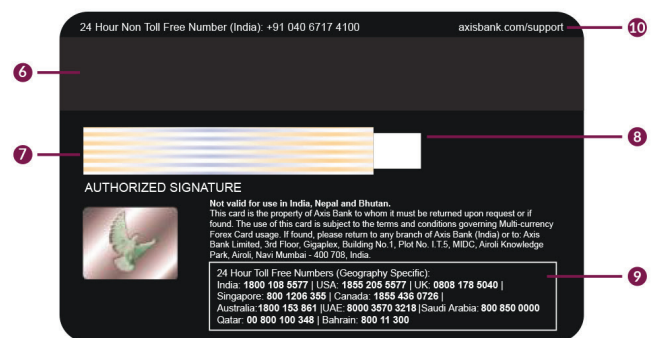 24 Hour Non Toll Free Number (India): +91 040 6717 4100
axisbank.com/support
10
6
8
7
AUTHORIZED SIGNATURE
Not valid for use in India, Nepal and Bhutan.
This card is the property of Axis Bank to whom it must be returned upon request or if
found. The use of this card is subject to the terms and conditions governing Multi-currency
Forex Card usage. If found, please return to any branch of Axis Bank (India) or to: Axis
Bank Limited, 3rd Floor, Gigaplex, Building No.1, Plot No. I.T.5, MIDC, Airoli Knowledge
Park, Airoli, Navi Mumbai - 400 708, India.
24 Hour Toll Free Numbers (Geography Specific):
India: 1800 108 5577 | USA: 1855 205 5577 | UK: 0808 178 5040 |
Singapore: 800 1206 355 | Canada: 1855 436 0726 |
Australia:1800 153 861 |UAE: 8000 3570 3218 |Saudi Arabia: 800 850 0000
Qatar: 00 800 100 348 | Bahrain: 800 11 300
9